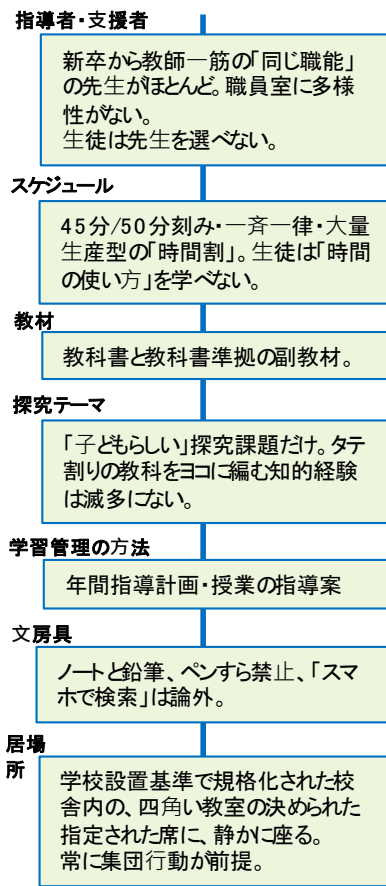 指導者・支援者
新卒から教師一筋の「同じ職能」
の先生がほとんど。職員室に多様
性がない。
生徒は先生を選べない。
スケジュール
45分/50分刻み・一斉一律・大量
生産型の「時間割」。生徒は「時間
の使い方」を学べない。
教材
教科書と教科書準拠の副教材。
探究テーマ
「子どもらしい」探究課題だけ。タテ
割りの教科をヨコに編む知的経験
は滅多にない。
学習管理の方法
年間指導計画・授業の指導案
文房具
ノートと鉛筆、ペンすら禁止、「スマ
ホで検索」は論外。
居場
所
学校設置基準で規格化された校
舎内の、四角い教室の決められた
指定された席に、静かに座る。
常に集団行動が前提。